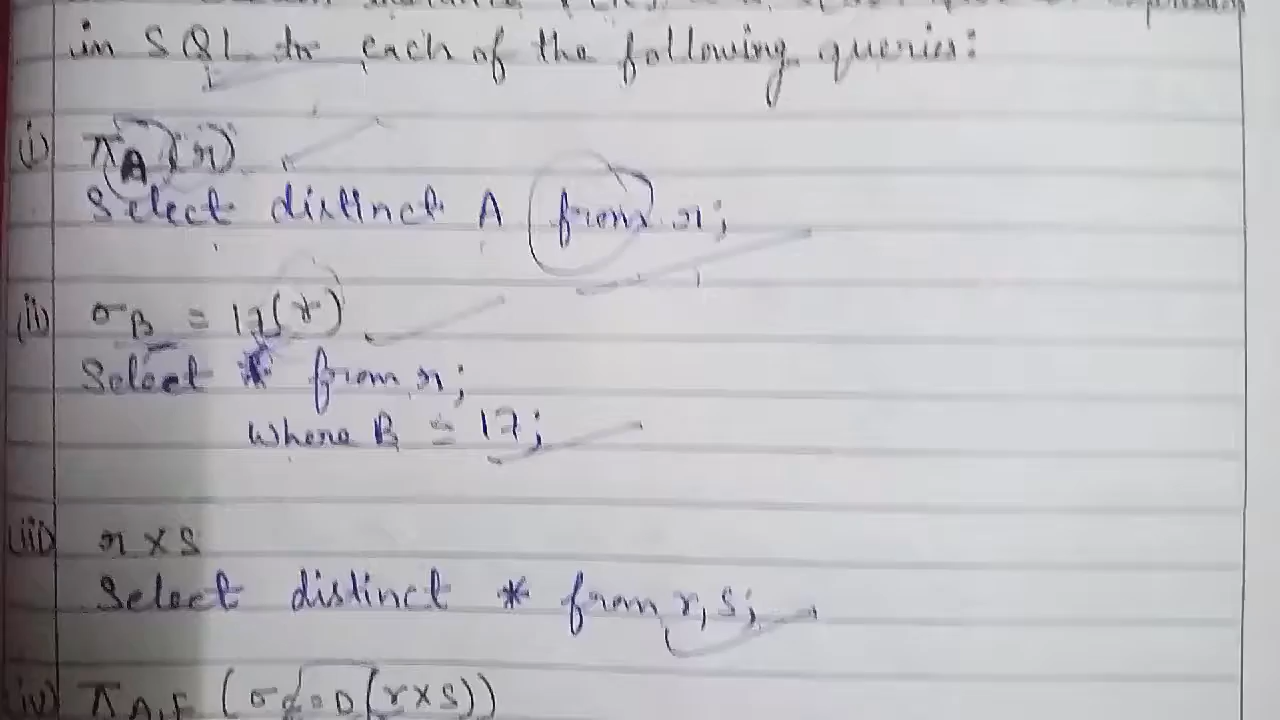 in SQL to each of the following queries:
(i) πA (r)
Select distinct A from r;
(ii) σB = 17(r)
Select * from r;
where B = 17;
(iii) r x s
Select distinct * from r, s;
(iv) πA,F (σC=D(r x s))